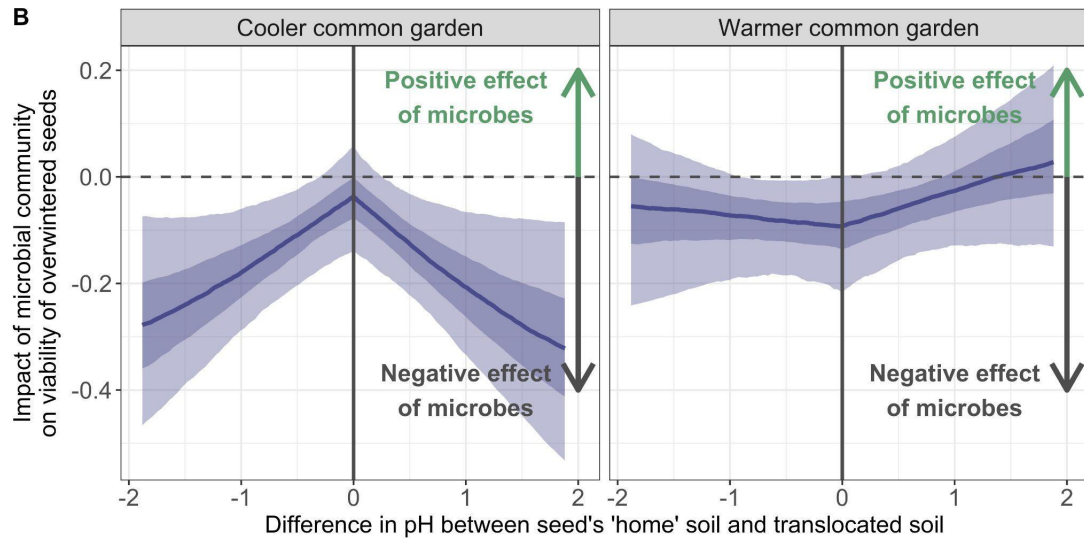 B
Cooler common garden
Warmer common garden
Impact of microbial community
on viability of overwintered seeds
0.2
0.0
-0.2
-0.4
Positive effect
of microbes
Negative effect
of microbes
Positive effect
of microbes
Negative effect
of microbes
-2 -1 0 1 2
-2 -1 0 1 2
Difference in pH between seed's 'home' soil and translocated soil